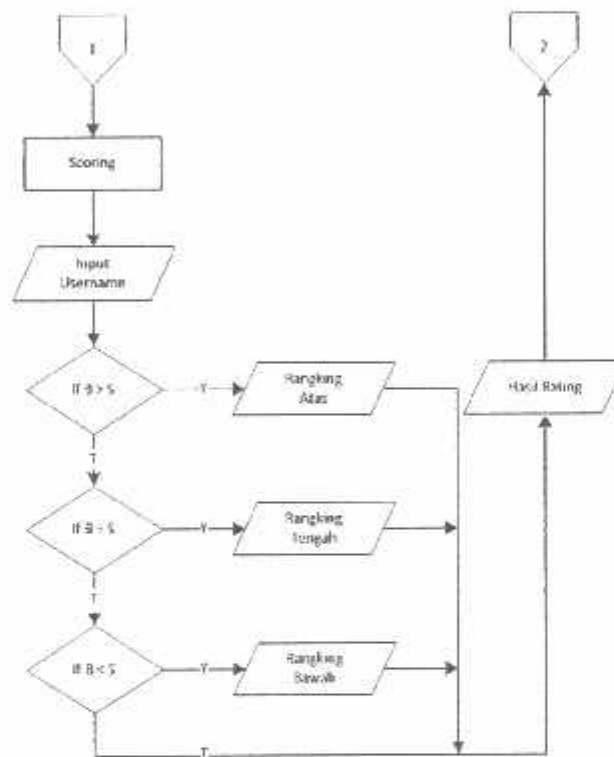 1
2
Scoring
Input
Username
If B > S
Y
Rangking
Atas
Hasil Rating
T
If B = S
Y
Rangking
Tengah
T
If B < S
Y
Rangking
Bawah
T